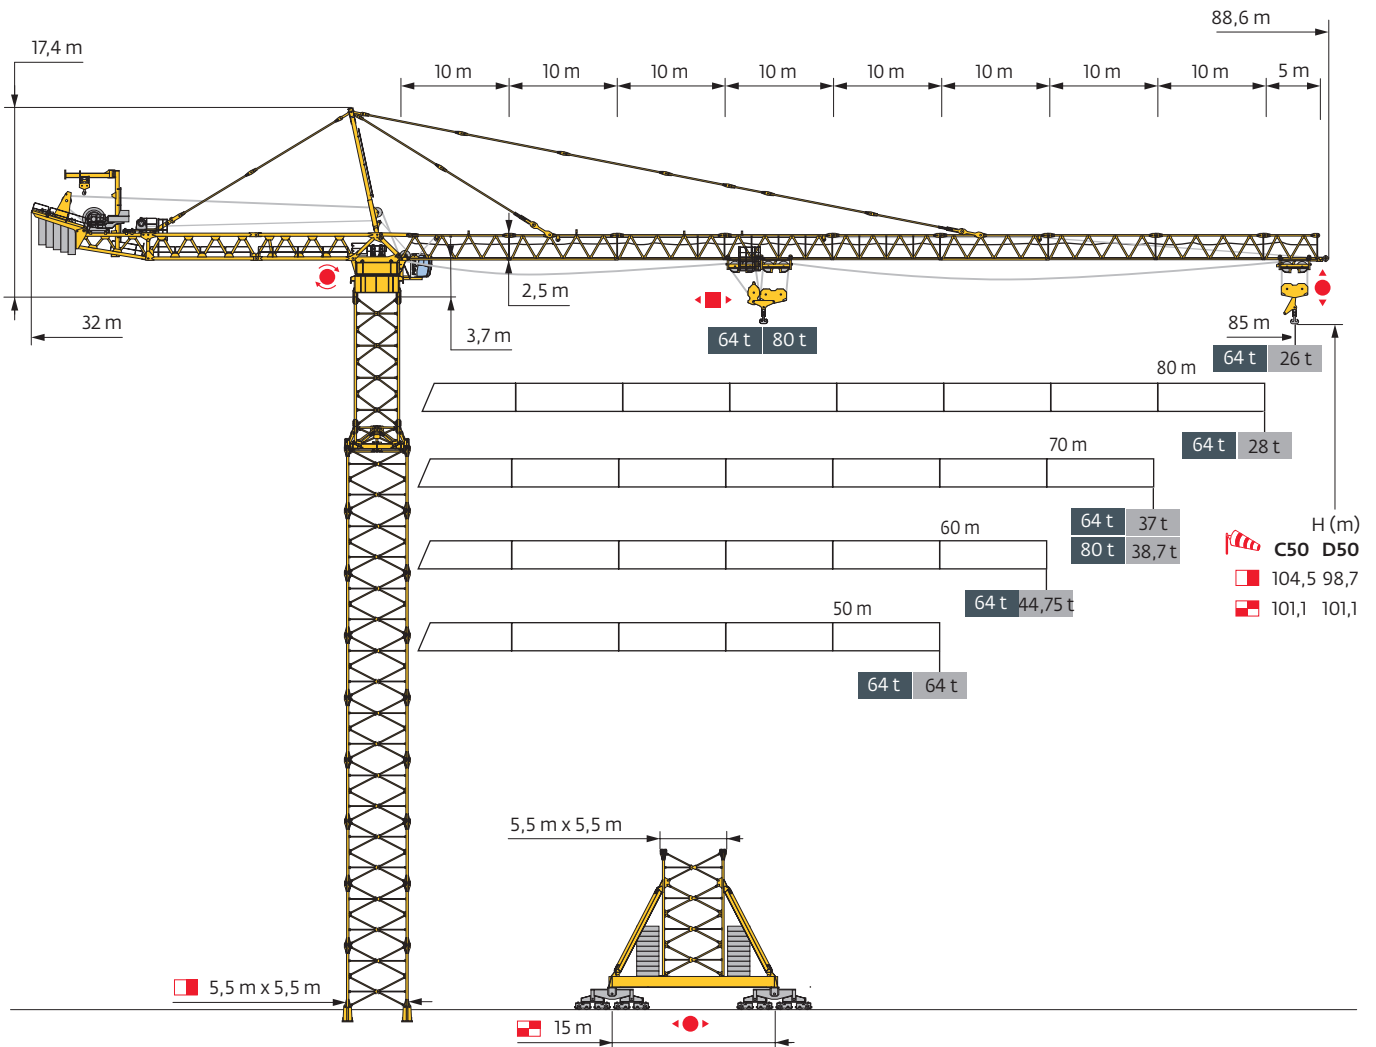 88,6 m
17,4 m
10 m 10 m 10 m 10 m 10 m 10 m 10 m 10 m 5 m
2,5 m
32 m
3,7 m
85 m
64 t 80 t
64 t 26 t
80 m
64 t 28 t
70 m
64 t 37 t
80 t 38,7 t
60 m
64 t 44,75 t
50 m
64 t 64 t
H (m)
C50 D50
104,5 98,7
101,1 101,1
5,5 m x 5,5 m
5,5 m x 5,5 m
15 m